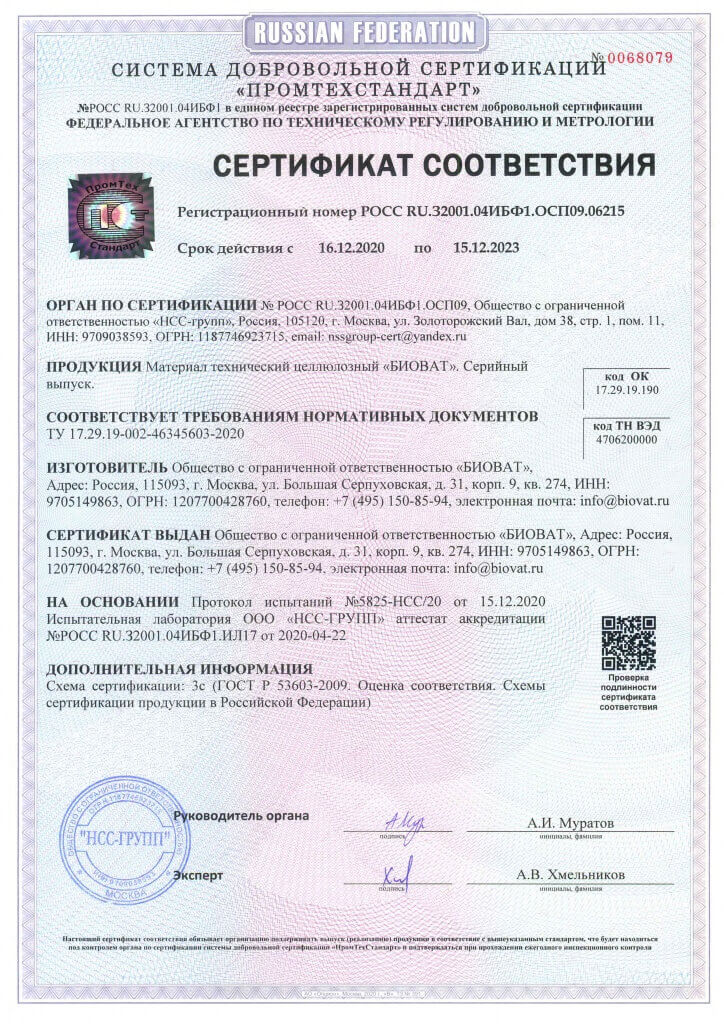 RUSSIAN FEDERATION
№0068079
СИСТЕМА ДОБРОВОЛЬНОЙ СЕРТИФИКАЦИИ
«ПРОМТЕХСТАНДАРТ»
№РОСС RU.З2001.04ИБФ1 в едином реестре зарегистрированных систем добровольной сертификации
ФЕДЕРАЛЬНОЕ АГЕНТСТВО ПО ТЕХНИЧЕСКОМУ РЕГУЛИРОВАНИЮ И МЕТРОЛОГИИ
СЕРТИФИКАТ СООТВЕТСТВИЯ
ПромТех
Стандарт
Регистрационный номер РОСС RU.З2001.04ИБФ1.ОСП09.06215
Срок действия с 16.12.2020 по 15.12.2023
ОРГАН ПО СЕРТИФИКАЦИИ № РОСС RU.З2001.04ИБФ1.ОСП09, Общество с ограниченной
ответственностью «НСС-групп», Россия, 105120, г. Москва, ул. Золоторожский Вал, дом 38, стр. 1, пом. 11,
ИНН: 9709038593, ОГРН: 1187746923715, email: nssgroup-cert@yandex.ru
ПРОДУКЦИЯ Материал технический целлюлозный «БИОВАТ». Серийный
выпуск.
код ОК
17.29.19.190
СООТВЕТСТВУЕТ ТРЕБОВАНИЯМ НОРМАТИВНЫХ ДОКУМЕНТОВ
ТУ 17.29.19-002-46345603-2020
код ТН ВЭД
4706200000
ИЗГОТОВИТЕЛЬ Общество с ограниченной ответственностью «БИОВАТ»,
Адрес: Россия, 115093, г. Москва, ул. Большая Серпуховская, д. 31, корп. 9, кв. 274, ИНН:
9705149863, ОГРН: 1207700428760, телефон: +7 (495) 150-85-94, электронная почта: info@biovat.ru
СЕРТИФИКАТ ВЫДАН Общество с ограниченной ответственностью «БИОВАТ», Адрес: Россия,
115093, г. Москва, ул. Большая Серпуховская, д. 31, корп. 9, кв. 274, ИНН: 9705149863, ОГРН:
1207700428760, телефон: +7 (495) 150-85-94, электронная почта: info@biovat.ru
НА ОСНОВАНИИ Протокол испытаний №5825-НСС/20 от 15.12.2020
Испытательная лаборатория ООО «НСС-ГРУПП» аттестат аккредитации
№РОСС RU.З2001.04ИБФ1.ИЛ17 от 2020-04-22
Проверка
подлинности
сертификата
соответствия
ДОПОЛНИТЕЛЬНАЯ ИНФОРМАЦИЯ
Схема сертификации: 3с (ГОСТ Р 53603-2009. Оценка соответствия. Схемы
сертификации продукции в Российской Федерации)
Руководитель органа
подпись
А.И. Муратов
инициалы, фамилия
"НСС-ГРУПП"
МОСКВА
Эксперт
подпись
А.В. Хмельников
инициалы, фамилия
Настоящий сертификат соответствия обязывает организацию поддерживать выпуск (реализацию) продукции в соответствие с вышеуказанным стандартом, что будет находиться
под контролем органа по сертификации системы добровольной сертификации «ПромТехСтандарт» и подтверждаться при прохождении ежегодного инспекционного контроля